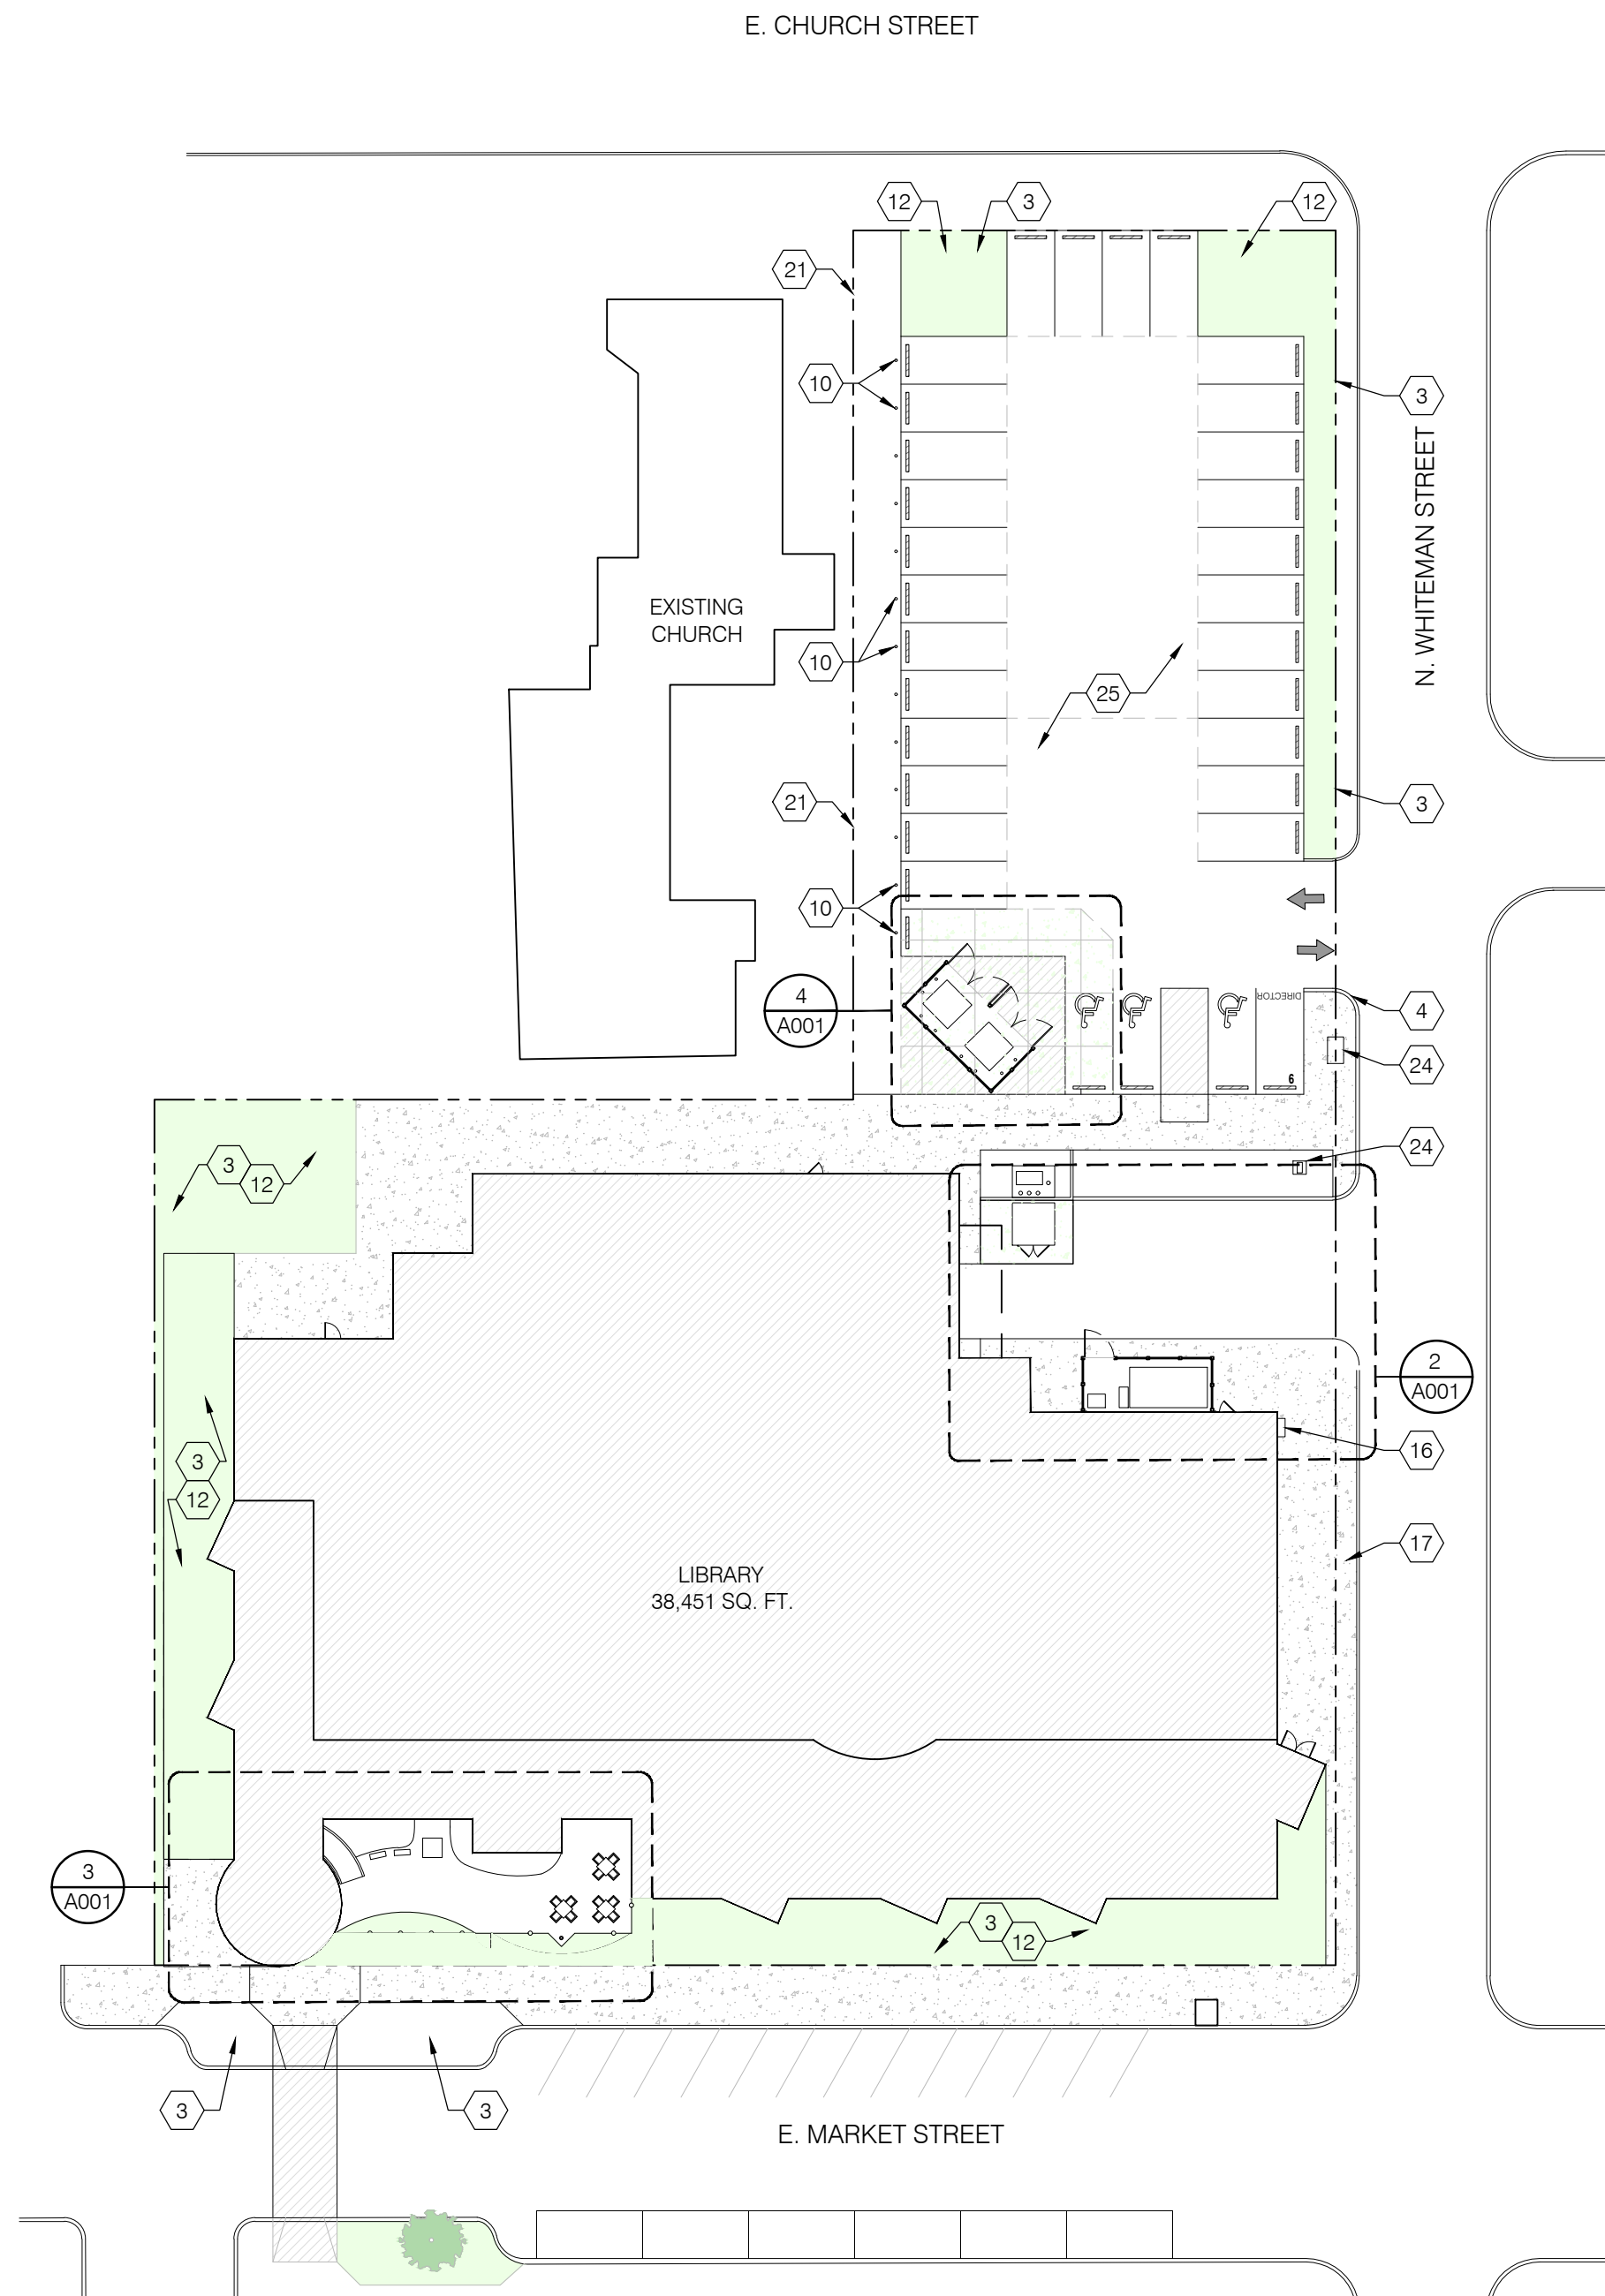 E. CHURCH STREET
12
3
12
21
10
3
N. WHITEMAN STREET
EXISTING
CHURCH
10
25
21
3
10
4
A001
DIRECTOR
6
4
24
24
3
12
2
A001
16
3
12
17
LIBRARY
38,451 SQ. FT.
3
A001
3
12
3
3
E. MARKET STREET